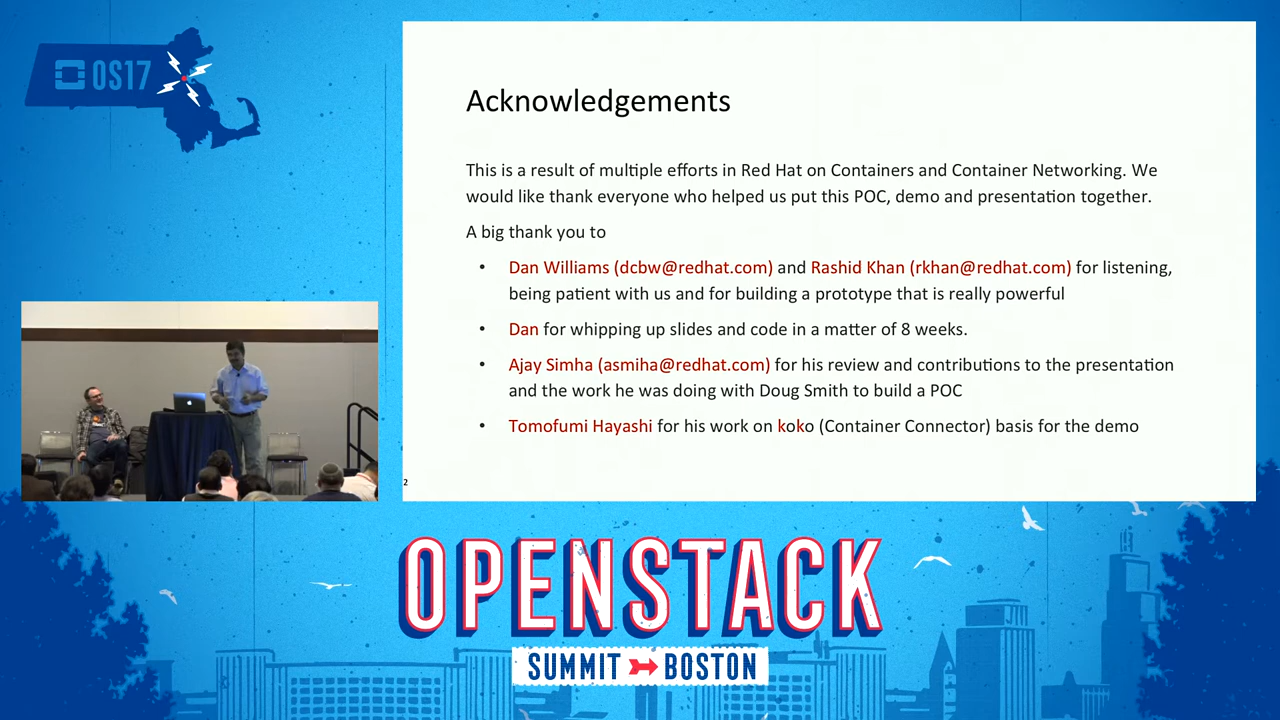 OS17
Acknowledgements
This is a result of multiple efforts in Red Hat on Containers and Container Networking. We
would like thank everyone who helped us put this POC, demo and presentation together.
A big thank you to
• Dan Williams (dcbw@redhat.com) and Rashid Khan (rkhan@redhat.com) for listening,
being patient with us and for building a prototype that is really powerful
• Dan for whipping up slides and code in a matter of 8 weeks.
• Ajay Simha (asmiha@redhat.com) for his review and contributions to the presentation
and the work he was doing with Doug Smith to build a POC
• Tomofumi Hayashi for his work on koko (Container Connector) basis for the demo
2
OPENSTACK
SUMMIT BOSTON